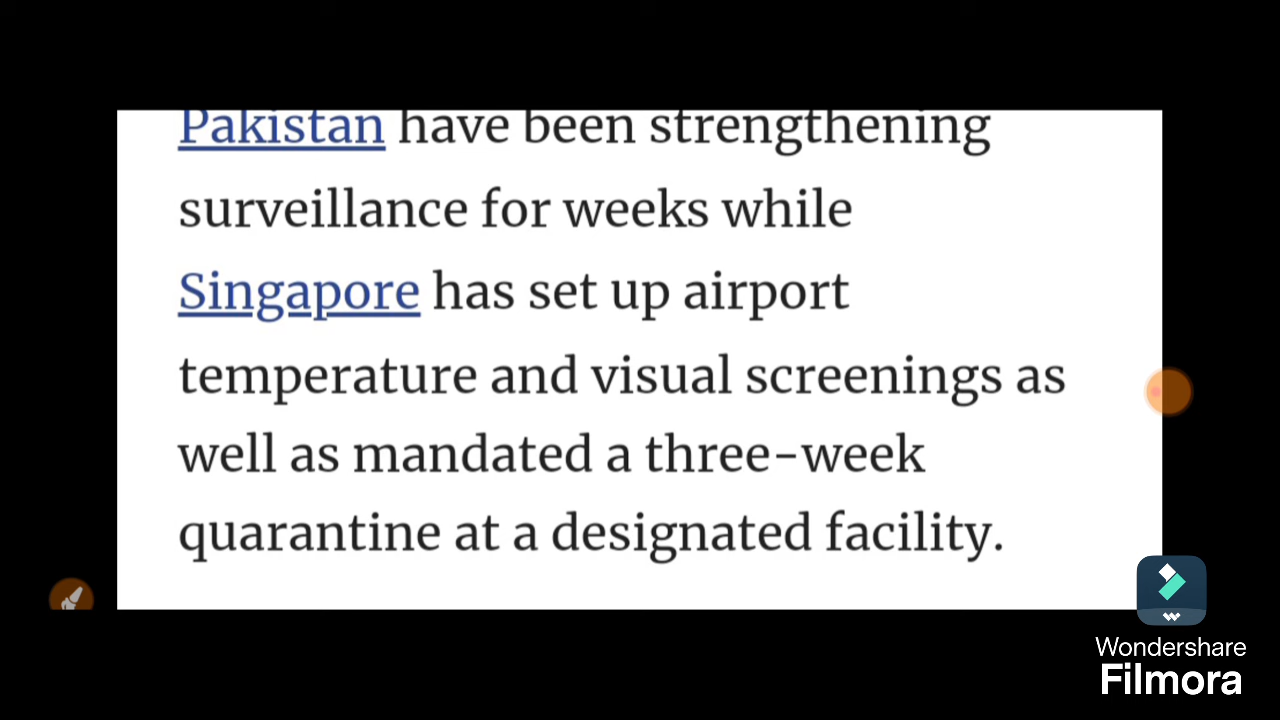 Pakistan have been strengthening
surveillance for weeks while
Singapore has set up airport
temperature and visual screenings as
well as mandated a three-week
quarantine at a designated facility.
Wondershare
Filmora